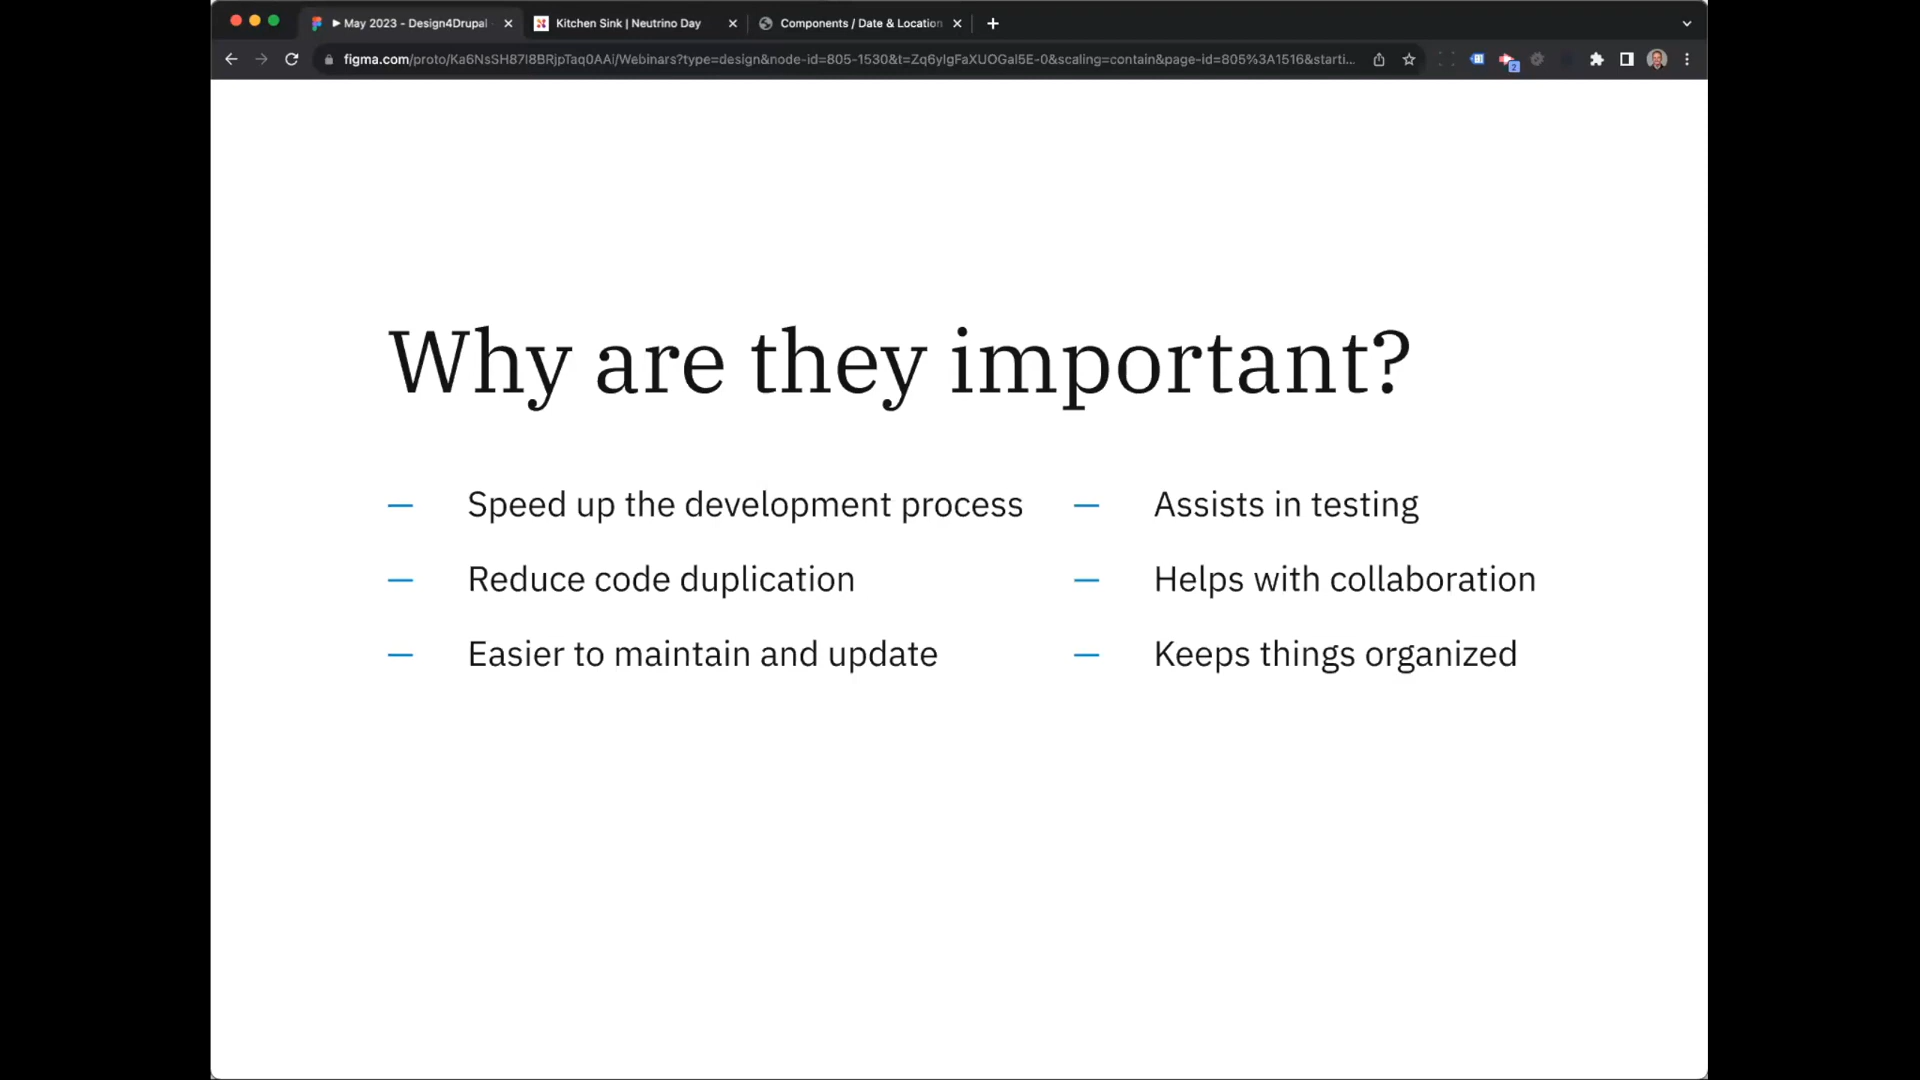 May 2023 - Design4Drupal
Kitchen Sink | Neutrino Day
Components / Date & Location
figma.com/proto/Ka6NsSH87I8BRjpTaq0AAi/Webinars?type=design&node-id=805-1530&t=Zq6yIgFaXUOGal5E-0&scaling=contain&page-id=805%3A1516&starti...
2
Why are they important?
— Speed up the development process
— Reduce code duplication
— Easier to maintain and update
— Assists in testing
— Helps with collaboration
— Keeps things organized